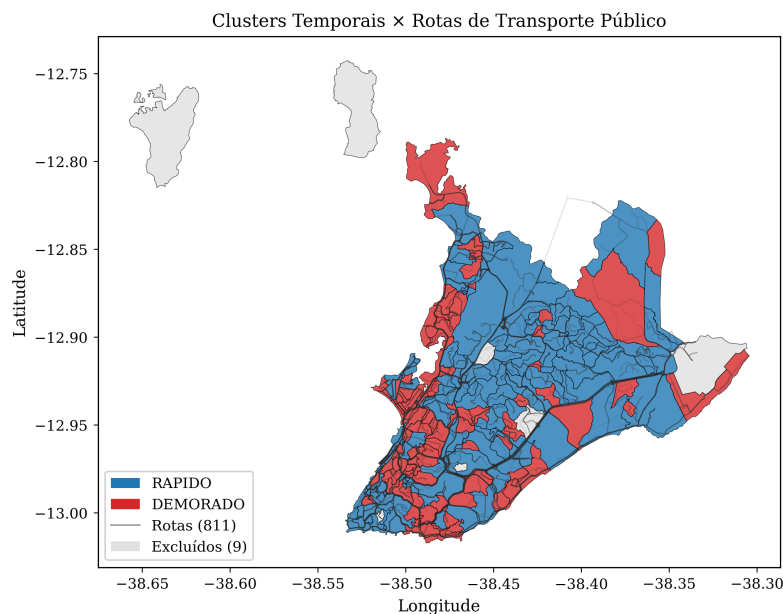 Clusters Temporais × Rotas de Transporte Público
Latitude
−12.75
−12.80
−12.85
−12.90
−12.95
−13.00
RAPIDO
DEMORADO
Rotas (811)
Excluídos (9)
−38.65 −38.60 −38.55 −38.50 −38.45 −38.40 −38.35 −38.30
Longitude